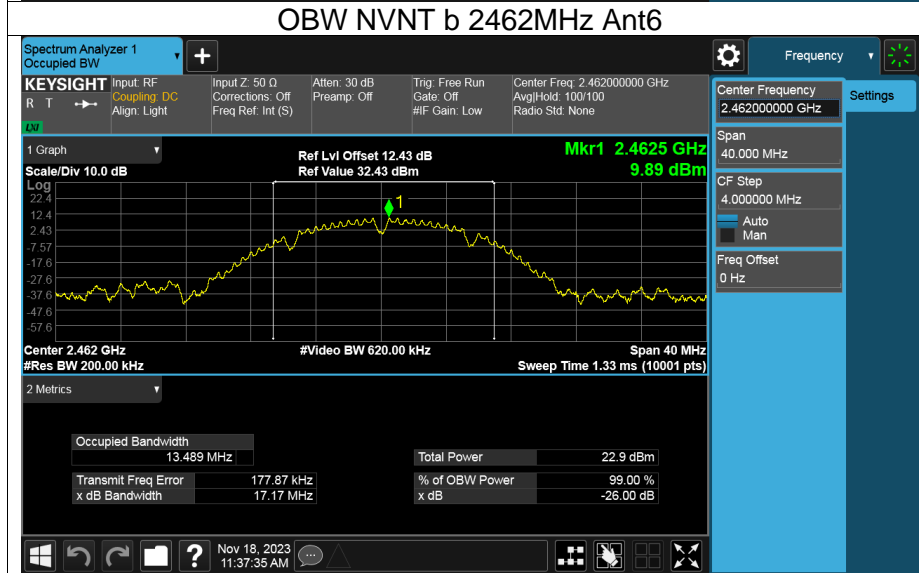 OBW NVNT b 2462MHz Ant6
Spectrum Analyzer 1
Occupied BW
+
Frequency
KEYSIGHT
R T
LXI
Input: RF
Coupling: DC
Align: Light
Input Z: 50 Ω
Corrections: Off
Freq Ref: Int (S)
Atten: 30 dB
Preamp: Off
Trig: Free Run
Gate: Off
#IF Gain: Low
Center Freq: 2.462000000 GHz
Avg|Hold: 100/100
Radio Std: None
Center Frequency
2.462000000 GHz
Settings
Span
40.000 MHz
CF Step
4.000000 MHz
Auto
Man
Freq Offset
0 Hz
1 Graph
Ref Lvl Offset 12.43 dB
Mkr1 2.4625 GHz
Scale/Div 10.0 dB
Ref Value 32.43 dBm
9.89 dBm
Log
22.4
12.4
2.43
-7.57
-17.6
-27.6
-37.6
-47.6
-57.6
1
Center 2.462 GHz
#Video BW 620.00 kHz
Span 40 MHz
#Res BW 200.00 kHz
Sweep Time 1.33 ms (10001 pts)
2 Metrics
Occupied Bandwidth
13.489 MHz
Total Power
22.9 dBm
Transmit Freq Error
177.87 kHz
% of OBW Power
99.00 %
x dB Bandwidth
17.17 MHz
x dB
-26.00 dB
?
Nov 18, 2023
11:37:35 AM